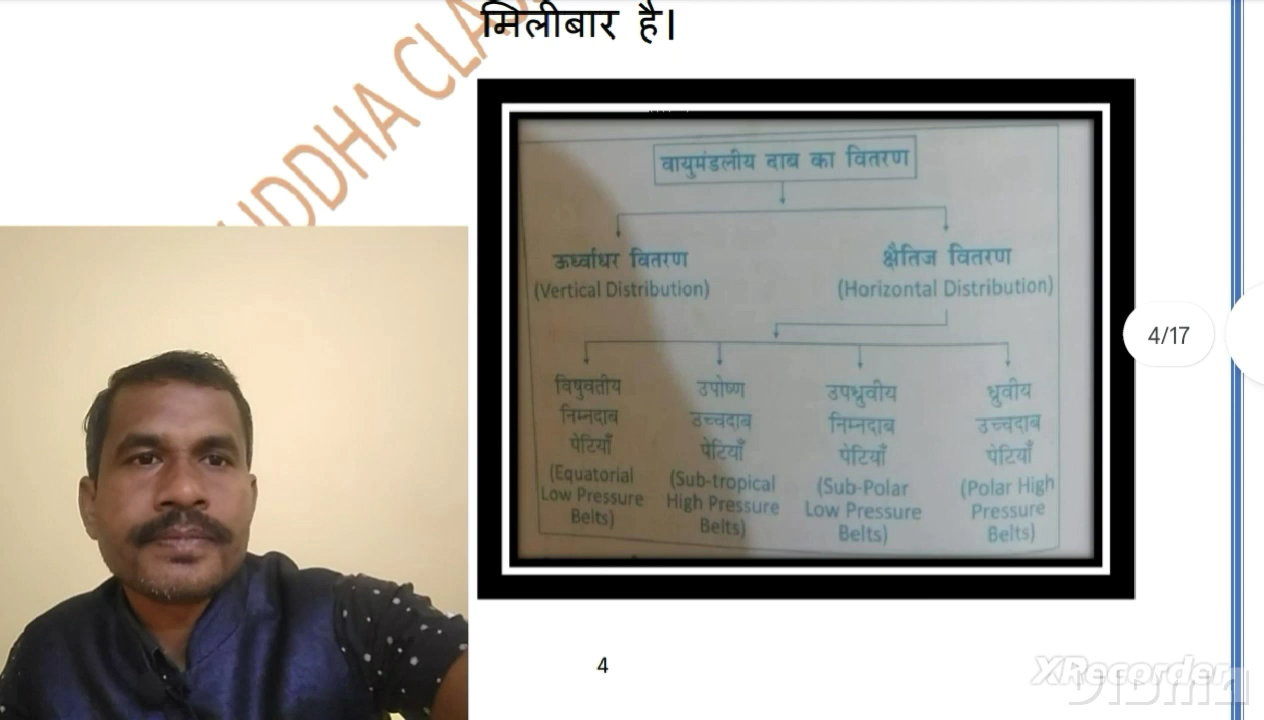 मिलीबार है।
UDDHA CLAS
वायुमंडलीय दाब का वितरण
ऊर्ध्वाधर वितरण
(Vertical Distribution)
क्षैतिज वितरण
(Horizontal Distribution)
विषुवतीय
निम्नदाब
पेटियाँ
(Equatorial
Low Pressure
Belts)
उपोष्ण
उच्चदाब
पेटियाँ
(Sub-tropical
High Pressure
Belts)
उपध्रुवीय
निम्नदाब
पेटियाँ
(Sub-Polar
Low Pressure
Belts)
ध्रुवीय
उच्चदाब
पेटियाँ
(Polar High
Pressure
Belts)
4/17
4
XRecorder